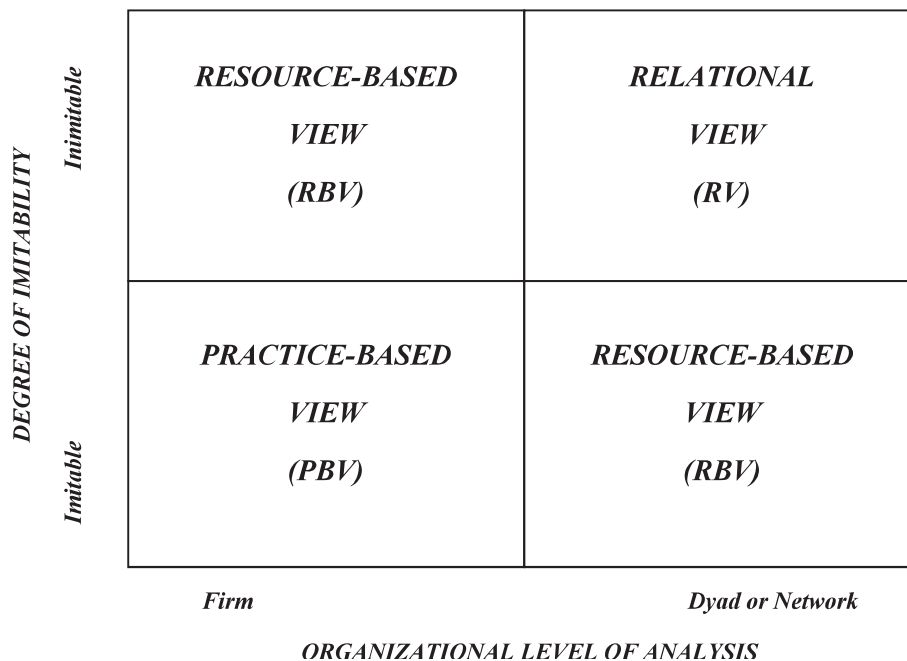 RESOURCE-BASED
VIEW
(RBV)
RELATIONAL
VIEW
(RV)
PRACTICE-BASED
VIEW
(PBV)
RESOURCE-BASED
VIEW
(RBV)
DEGREE OF IMITABILITY
Inimitable
Imitable
Firm
Dyad or Network
ORGANIZATIONAL LEVEL OF ANALYSIS